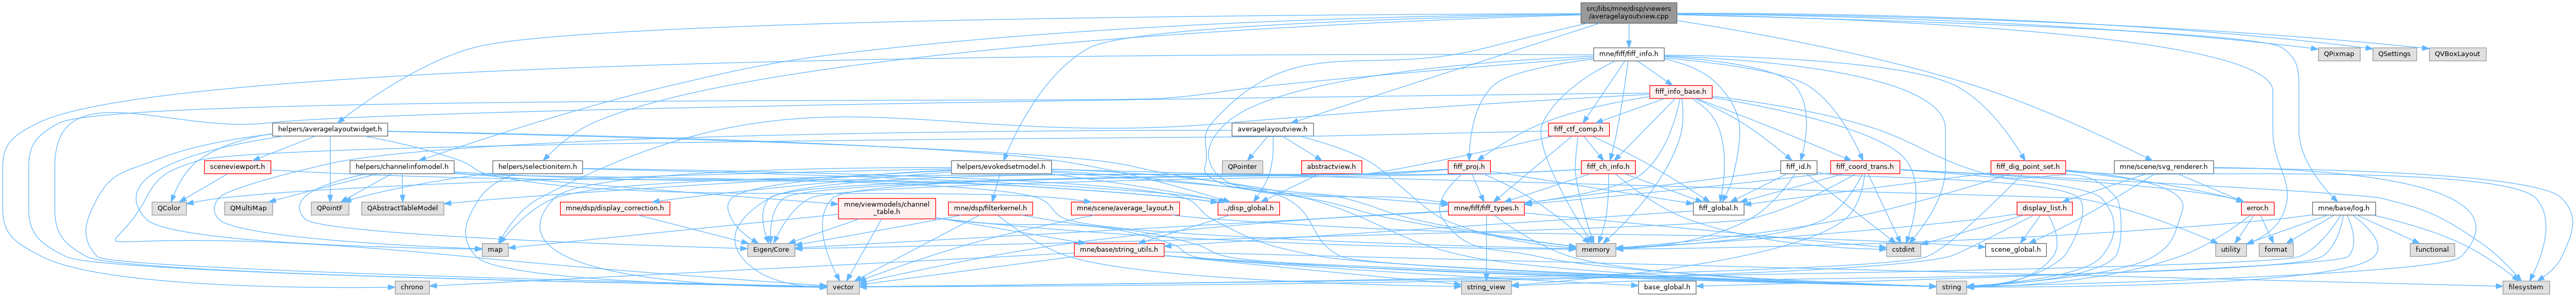 src/libs/mne/disp/viewers
/averagelayoutview.cpp
mne/fiff/fiff_info.h
QPixmap
QSettings
QVBoxLayout
fiff_info_base.h
helpers/averagelayoutwidget.h
averagelayoutview.h
fiff_ctf_comp.h
sceneviewport.h
helpers/channelinfomodel.h
helpers/selectionitem.h
helpers/evokedsetmodel.h
QPointer
abstractview.h
fiff_proj.h
fiff_ch_info.h
fiff_id.h
fiff_coord_trans.h
fiff_dig_point_set.h
mne/scene/svg_renderer.h
QColor
QMultiMap
QPointF
QAbstractTableModel
mne/dsp/display_correction.h
mne/viewmodels/channel
_table.h
mne/dsp/filterkernel.h
mne/scene/average_layout.h
../disp_global.h
mne/fiff/fiff_types.h
fiff_global.h
display_list.h
error.h
mne/base/log.h
map
Eigen/Core
mne/base/string_utils.h
memory
cstdint
scene_global.h
utility
format
functional
chrono
vector
string_view
base_global.h
string
filesystem